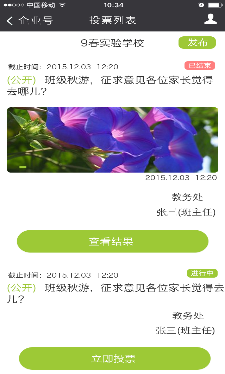 中国移动 10:34
企业号 投票列表
9春实验学校 发布
截止时间：2015.12.03 12:20 已结束
(公开) 班级秋游，征求意见各位家长觉得
去哪儿?
2015.12.03 12:20
教务处
张三(班主任)
查看结果
截止时间：2015.12.03 12:20 进行中
(公开) 班级秋游，征求意见各位家长觉得去哪
儿?
教务处
张三(班主任)
立即投票